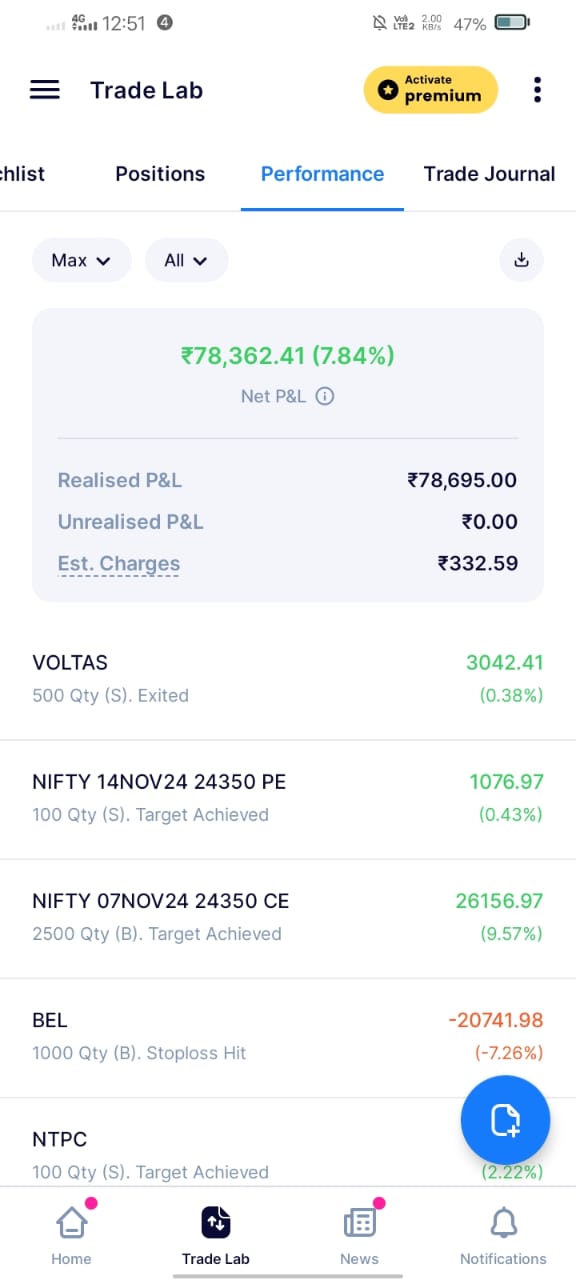 4G 12:51 4
Vo) LTE2 2.00 KB/s 47%
Trade Lab
Activate
premium
chlist Positions Performance Trade Journal
Max All
₹78,362.41 (7.84%)
Net P&L
Realised P&L ₹78,695.00
Unrealised P&L ₹0.00
Est. Charges ₹332.59
VOLTAS 3042.41
500 Qty (S). Exited (0.38%)
NIFTY 14NOV24 24350 PE 1076.97
100 Qty (S). Target Achieved (0.43%)
NIFTY 07NOV24 24350 CE 26156.97
2500 Qty (B). Target Achieved (9.57%)
BEL -20741.98
1000 Qty (B). Stoploss Hit (-7.26%)
NTPC
100 Qty (S). Target Achieved (2.22%)
Home Trade Lab News Notifications